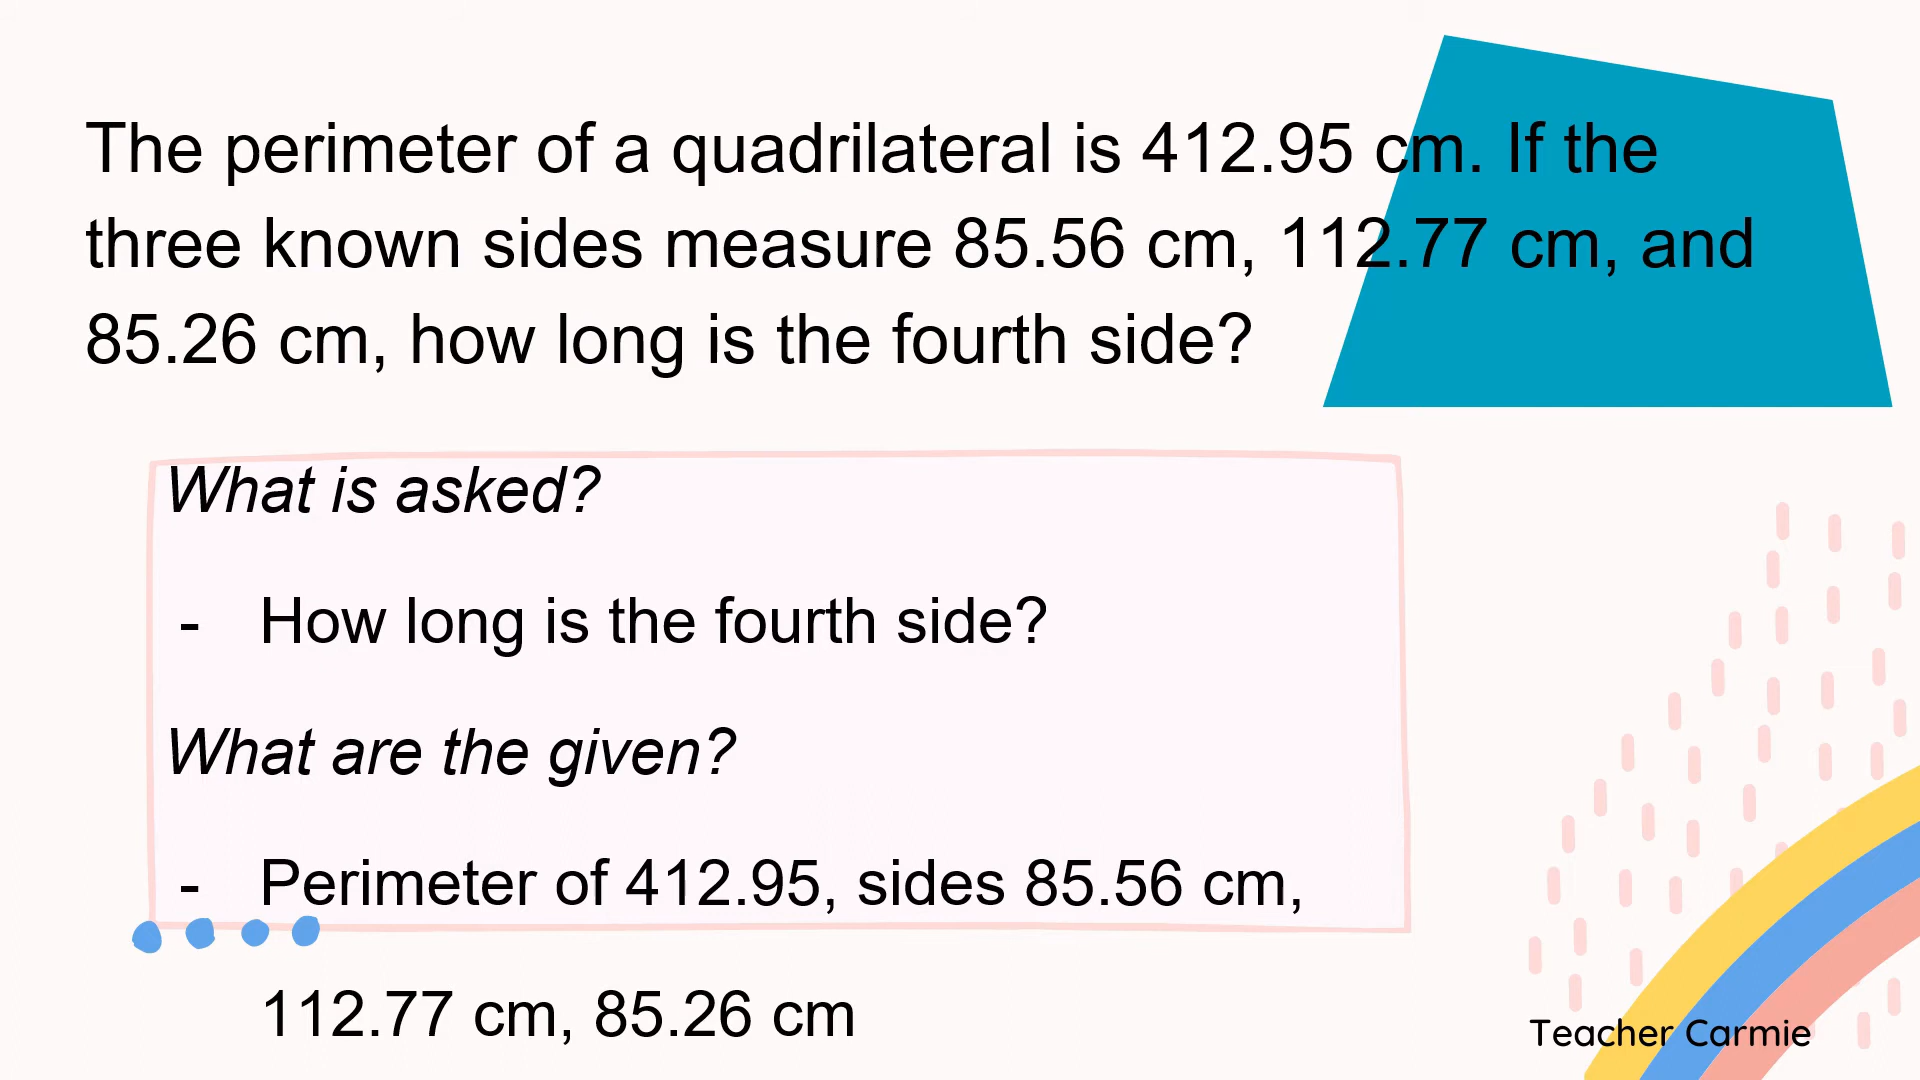 The perimeter of a quadrilateral is 412.95 cm. If the
three known sides measure 85.56 cm, 112.77 cm, and
85.26 cm, how long is the fourth side?
What is asked?
- How long is the fourth side?
What are the given?
- Perimeter of 412.95, sides 85.56 cm,
112.77 cm, 85.26 cm
Teacher Carmie